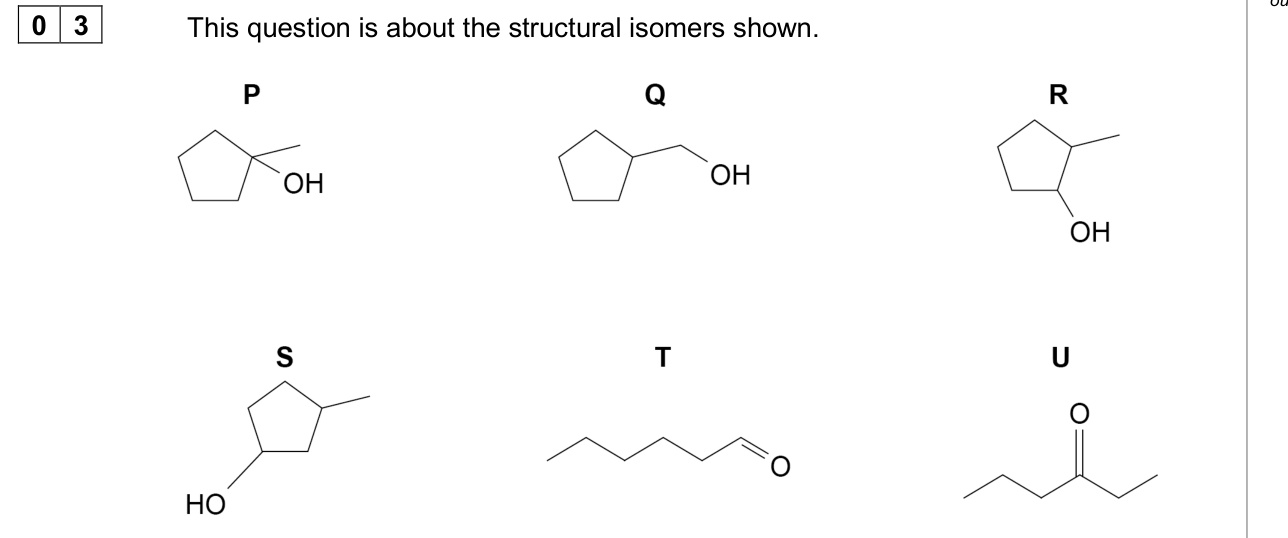 0 3 This question is about the structural isomers shown.
P Q R
OH OH OH
S T U
HO O O